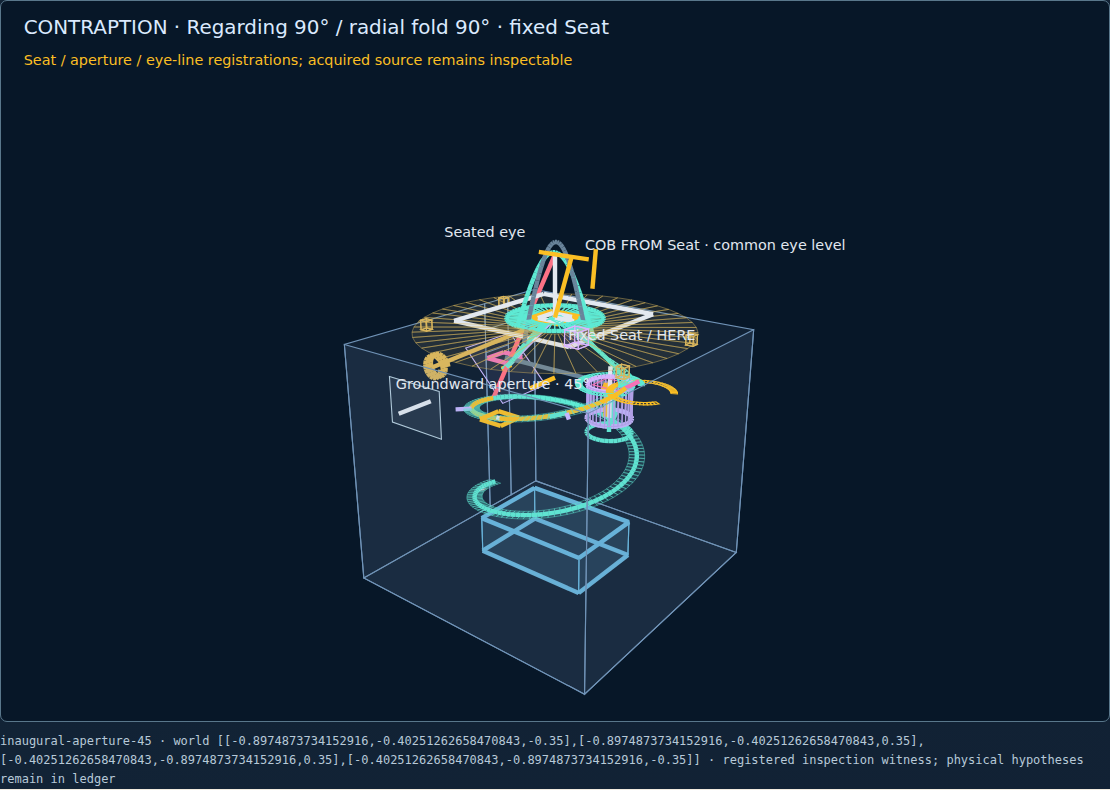 CONTRAPTION · Regarding 90° / radial fold 90° · fixed Seat
Seat / aperture / eye-line registrations; acquired source remains inspectable
Seated eye
COB FROM Seat · common eye level
Fixed Seat / HERE
Groundward aperture · 45°
inaugural-aperture-45 · world [[-0.8974873734152916,-0.40251262658470843,-0.35],[-0.8974873734152916,-0.40251262658470843,0.35],
[-0.40251262658470843,-0.8974873734152916,0.35],[-0.40251262658470843,-0.8974873734152916,-0.35]] · registered inspection witness; physical hypotheses
remain in ledger